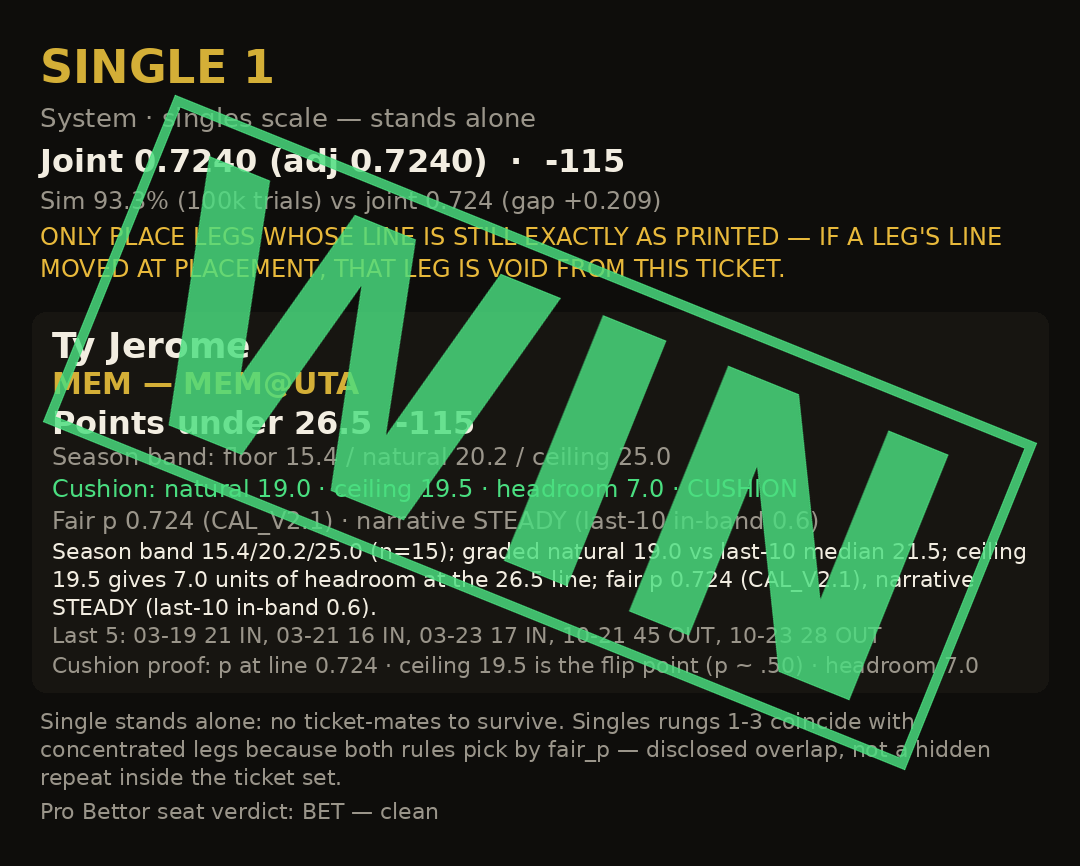 SINGLE 1
System · singles scale — stands alone
Joint 0.7240 (adj 0.7240) · -115
Sim 93.3% (100k trials) vs joint 0.724 (gap +0.209)
ONLY PLACE LEGS WHOSE LINE IS STILL EXACTLY AS PRINTED — IF A LEG'S LINE
MOVED AT PLACEMENT, THAT LEG IS VOID FROM THIS TICKET.
Ty Jerome
MEM — MEM@UTA
Points under 26.5 -115
Season band: floor 15.4 / natural 20.2 / ceiling 25.0
Cushion: natural 19.0 · ceiling 19.5 · headroom 7.0 · CUSHION
Fair p 0.724 (CAL_V2.1) · narrative STEADY (last-10 in-band 0.6)
Season band 15.4/20.2/25.0 (n=15); graded natural 19.0 vs last-10 median 21.5; ceiling
19.5 gives 7.0 units of headroom at the 26.5 line; fair p 0.724 (CAL_V2.1), narrative
STEADY (last-10 in-band 0.6).
Last 5: 03-19 21 IN, 03-21 16 IN, 03-23 17 IN, 10-21 45 OUT, 10-23 28 OUT
Cushion proof: p at line 0.724 · ceiling 19.5 is the flip point (p ~ .50) · headroom 7.0
Single stands alone: no ticket-mates to survive. Singles rungs 1-3 coincide with
concentrated legs because both rules pick by fair_p — disclosed overlap, not a hidden
repeat inside the ticket set.
Pro Bettor seat verdict: BET — clean
WIN